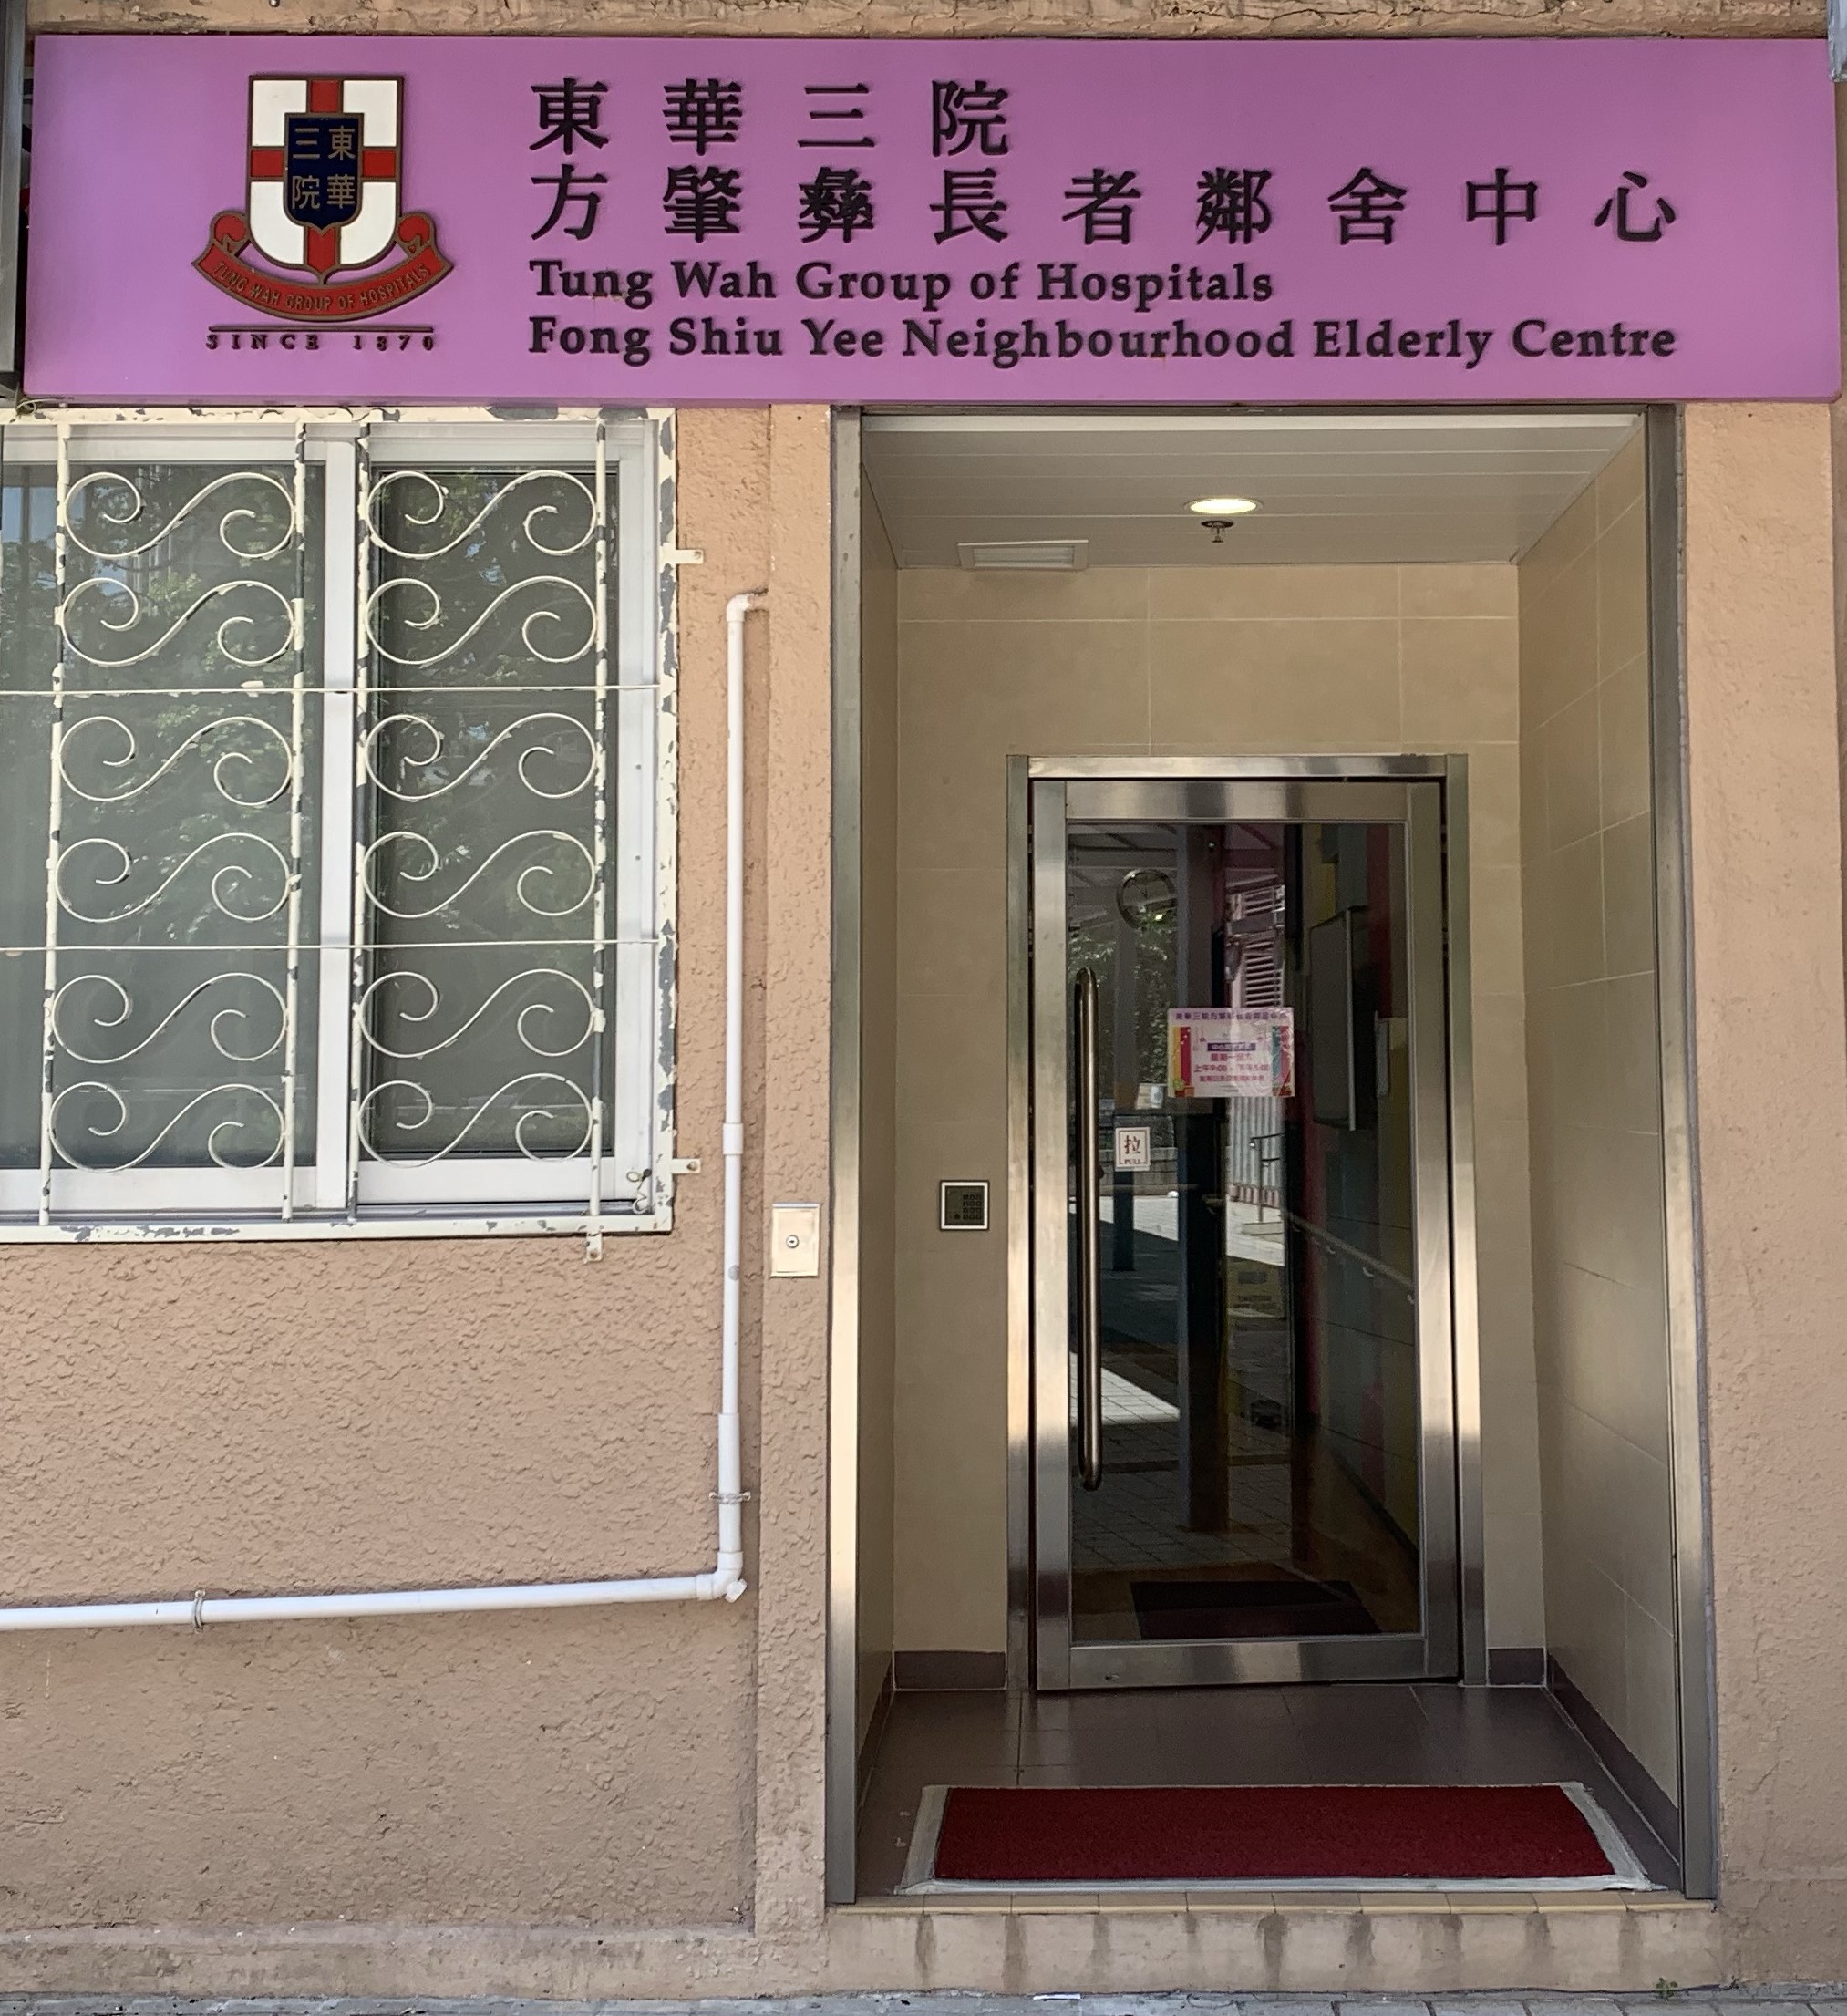 東華三院
TUNG WAH GROUP OF HOSPITALS
SINCE 1870
東華三院
方肇彝長者鄰舍中心
Tung Wah Group of Hospitals
Fong Shiu Yee Neighbourhood Elderly Centre
拉
PULL